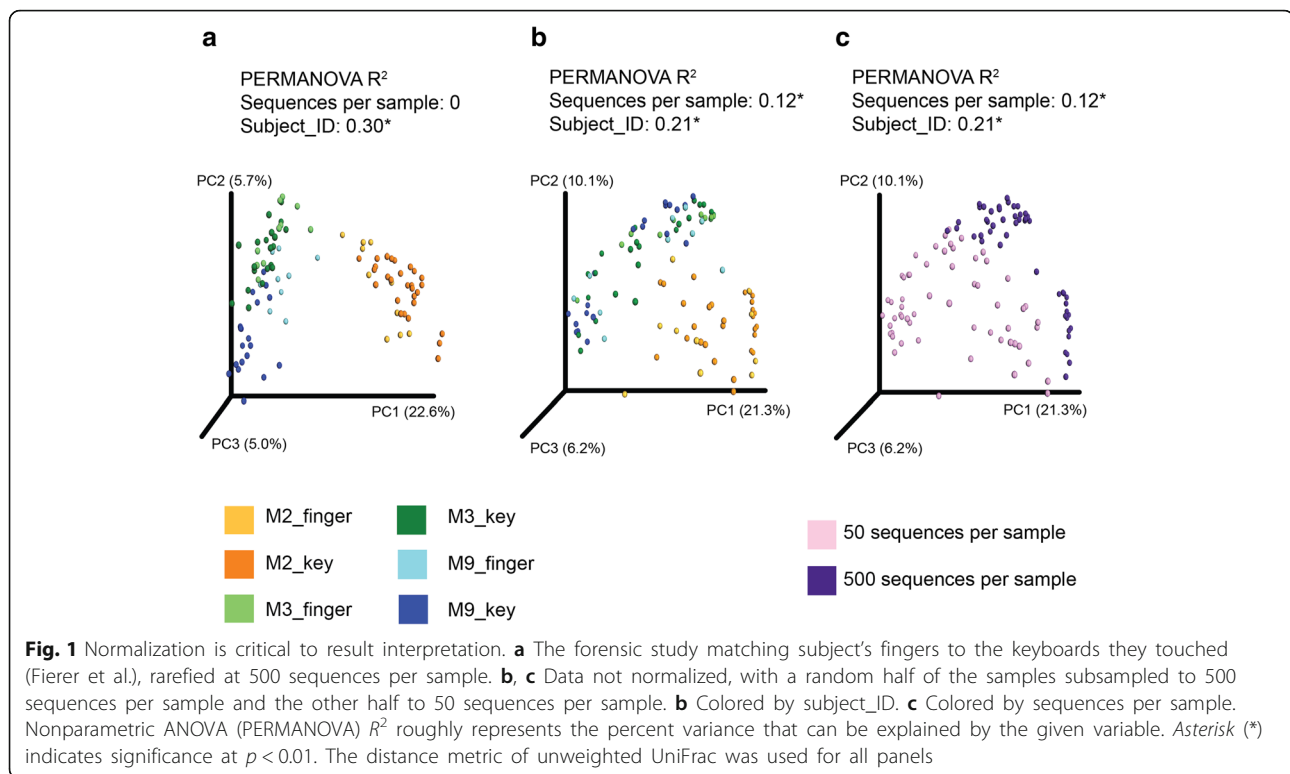 a
PERMANOVA R²
Sequences per sample: 0
Subject_ID: 0.30*
PC2 (5.7%)
PC1 (22.6%)
PC3 (5.0%)
b
PERMANOVA R²
Sequences per sample: 0.12*
Subject_ID: 0.21*
PC2 (10.1%)
PC1 (21.3%)
PC3 (6.2%)
c
PERMANOVA R²
Sequences per sample: 0.12*
Subject_ID: 0.21*
PC2 (10.1%)
PC1 (21.3%)
PC3 (6.2%)
M2_finger
M2_key
M3_finger
M3_key
M9_finger
M9_key
50 sequences per sample
500 sequences per sample
Fig. 1 Normalization is critical to result interpretation. a The forensic study matching subject's fingers to the keyboards they touched
(Fierer et al.), rarefied at 500 sequences per sample. b, c Data not normalized, with a random half of the samples subsampled to 500
sequences per sample and the other half to 50 sequences per sample. b Colored by subject_ID. c Colored by sequences per sample.
Nonparametric ANOVA (PERMANOVA) R² roughly represents the percent variance that can be explained by the given variable. Asterisk (*)
indicates significance at p < 0.01. The distance metric of unweighted UniFrac was used for all panels